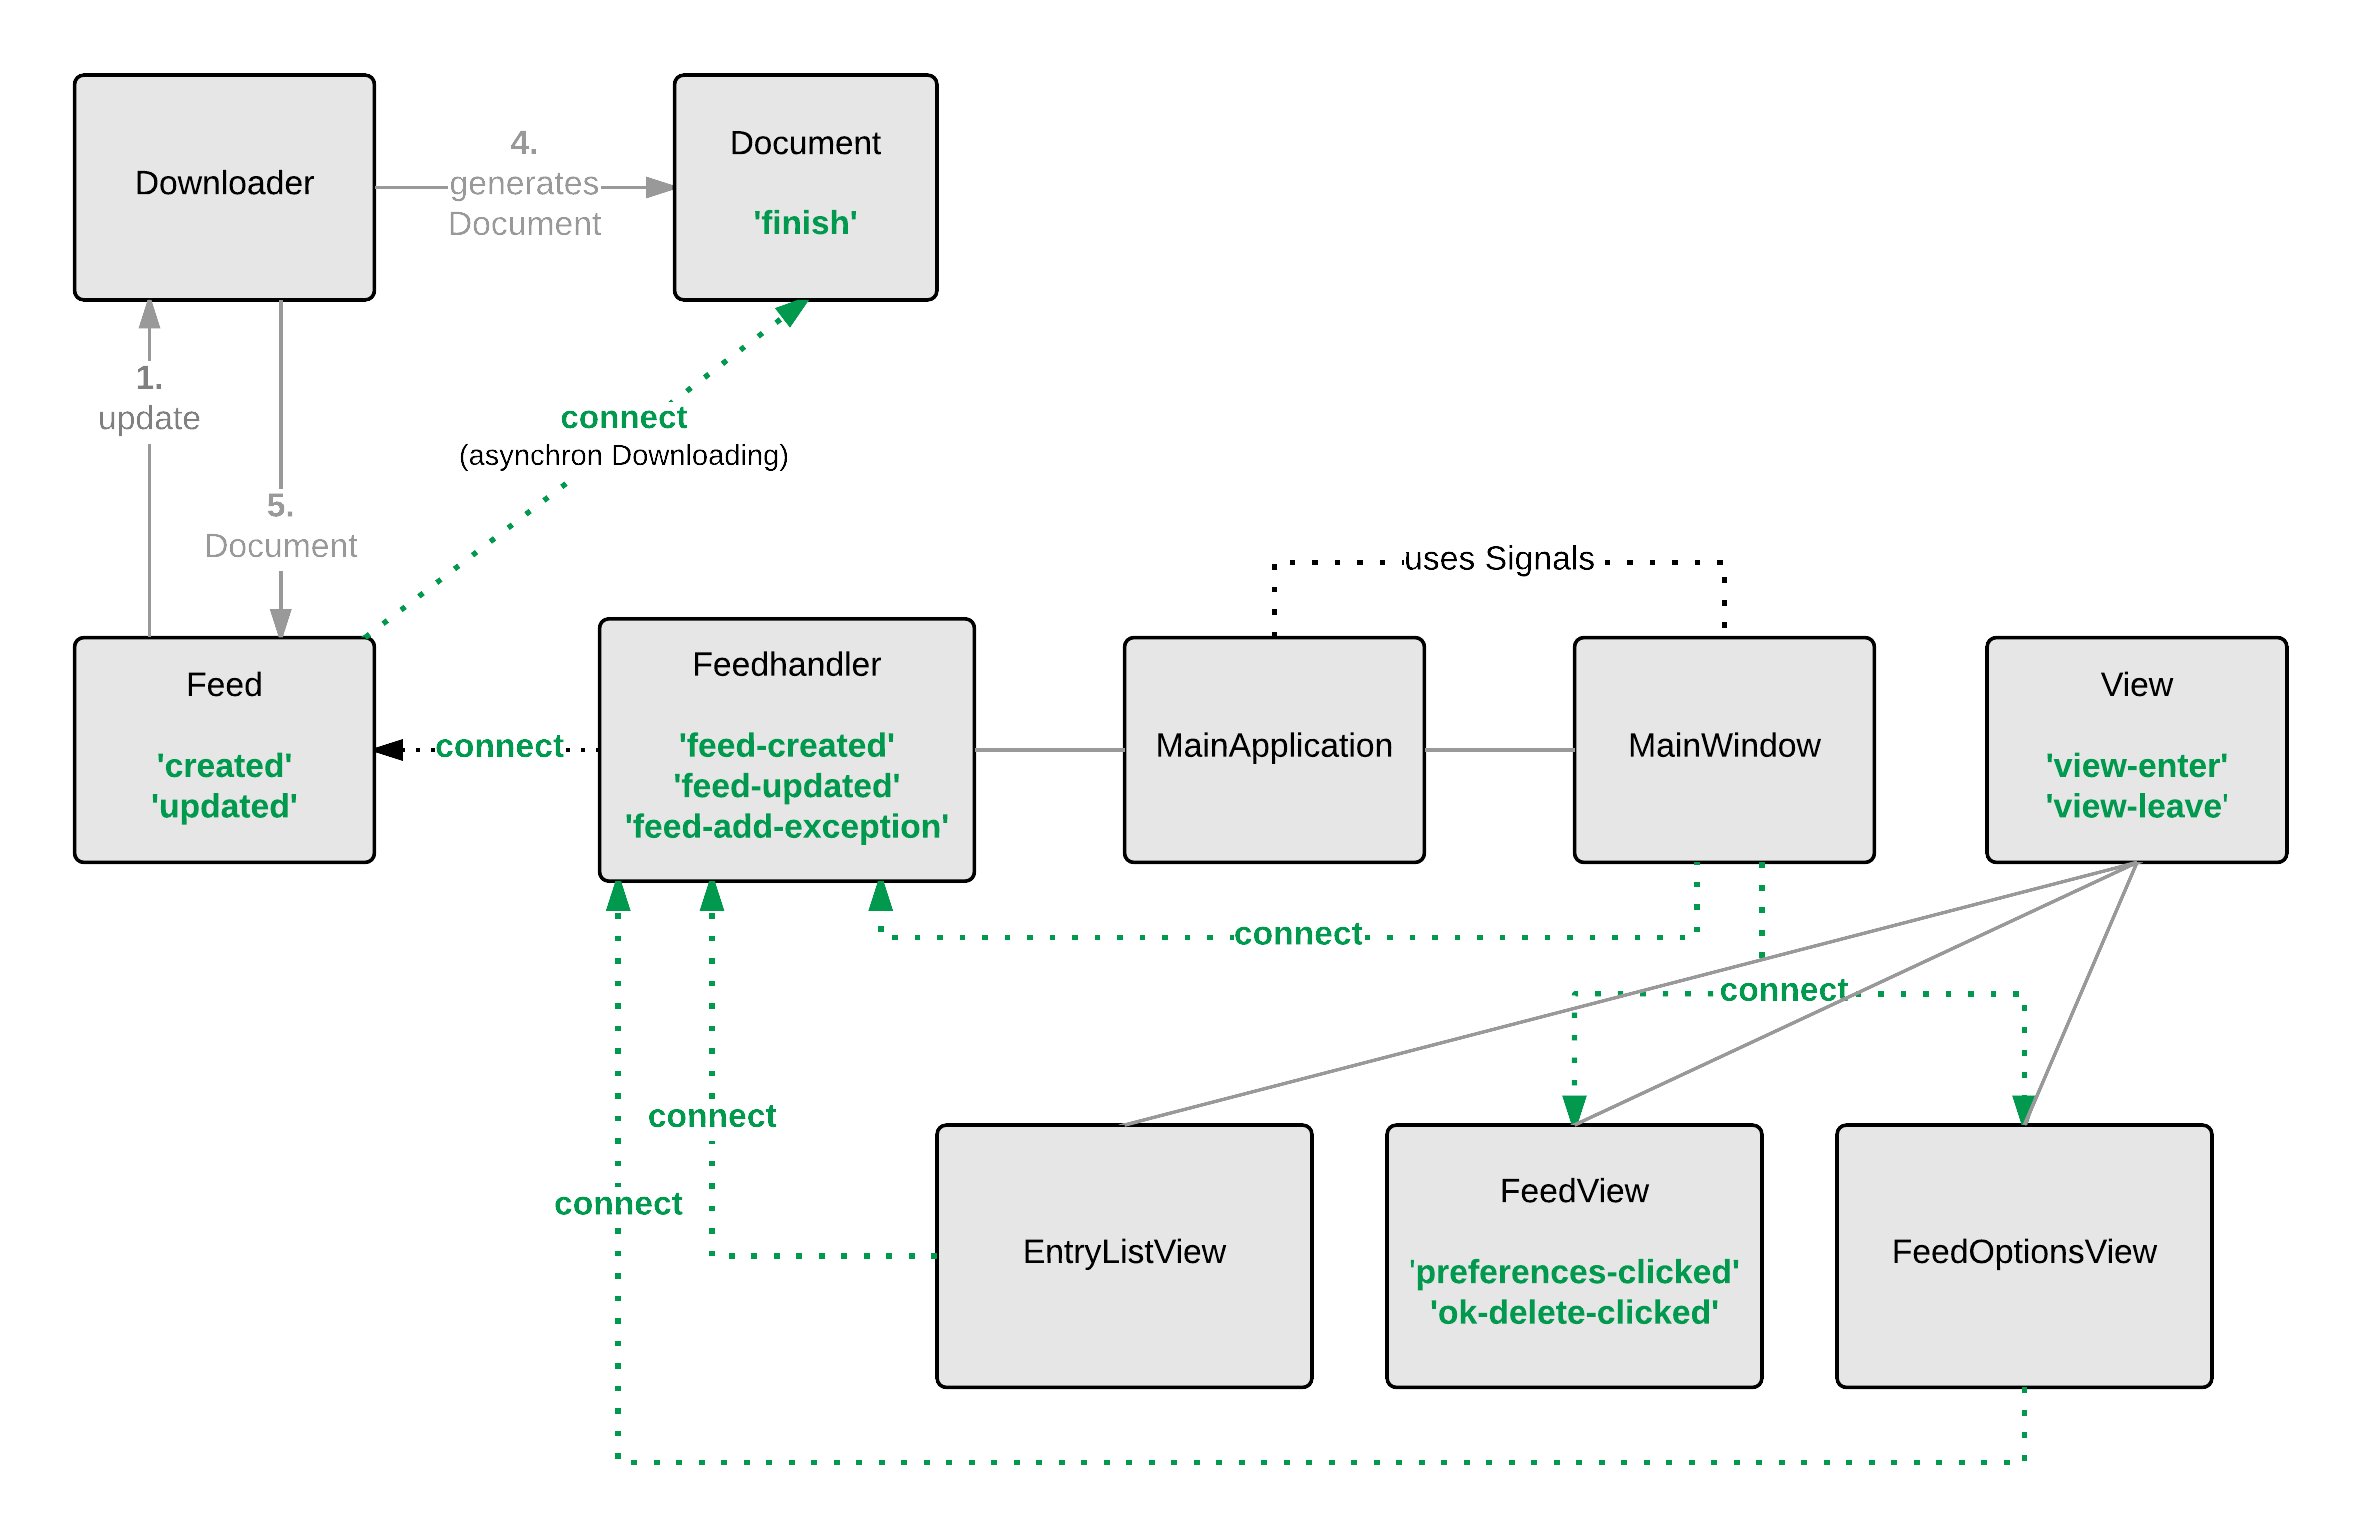 Downloader
4.
generates
Document
Document
'finish'
1.
update
5.
Document
connect
(asynchron Downloading)
uses Signals
Feed
'created'
'updated'
connect
Feedhandler
'feed-created'
'feed-updated'
'feed-add-exception'
MainApplication
MainWindow
View
'view-enter'
'view-leave'
connect
connect
connect
connect
EntryListView
FeedView
'preferences-clicked'
'ok-delete-clicked'
FeedOptionsView